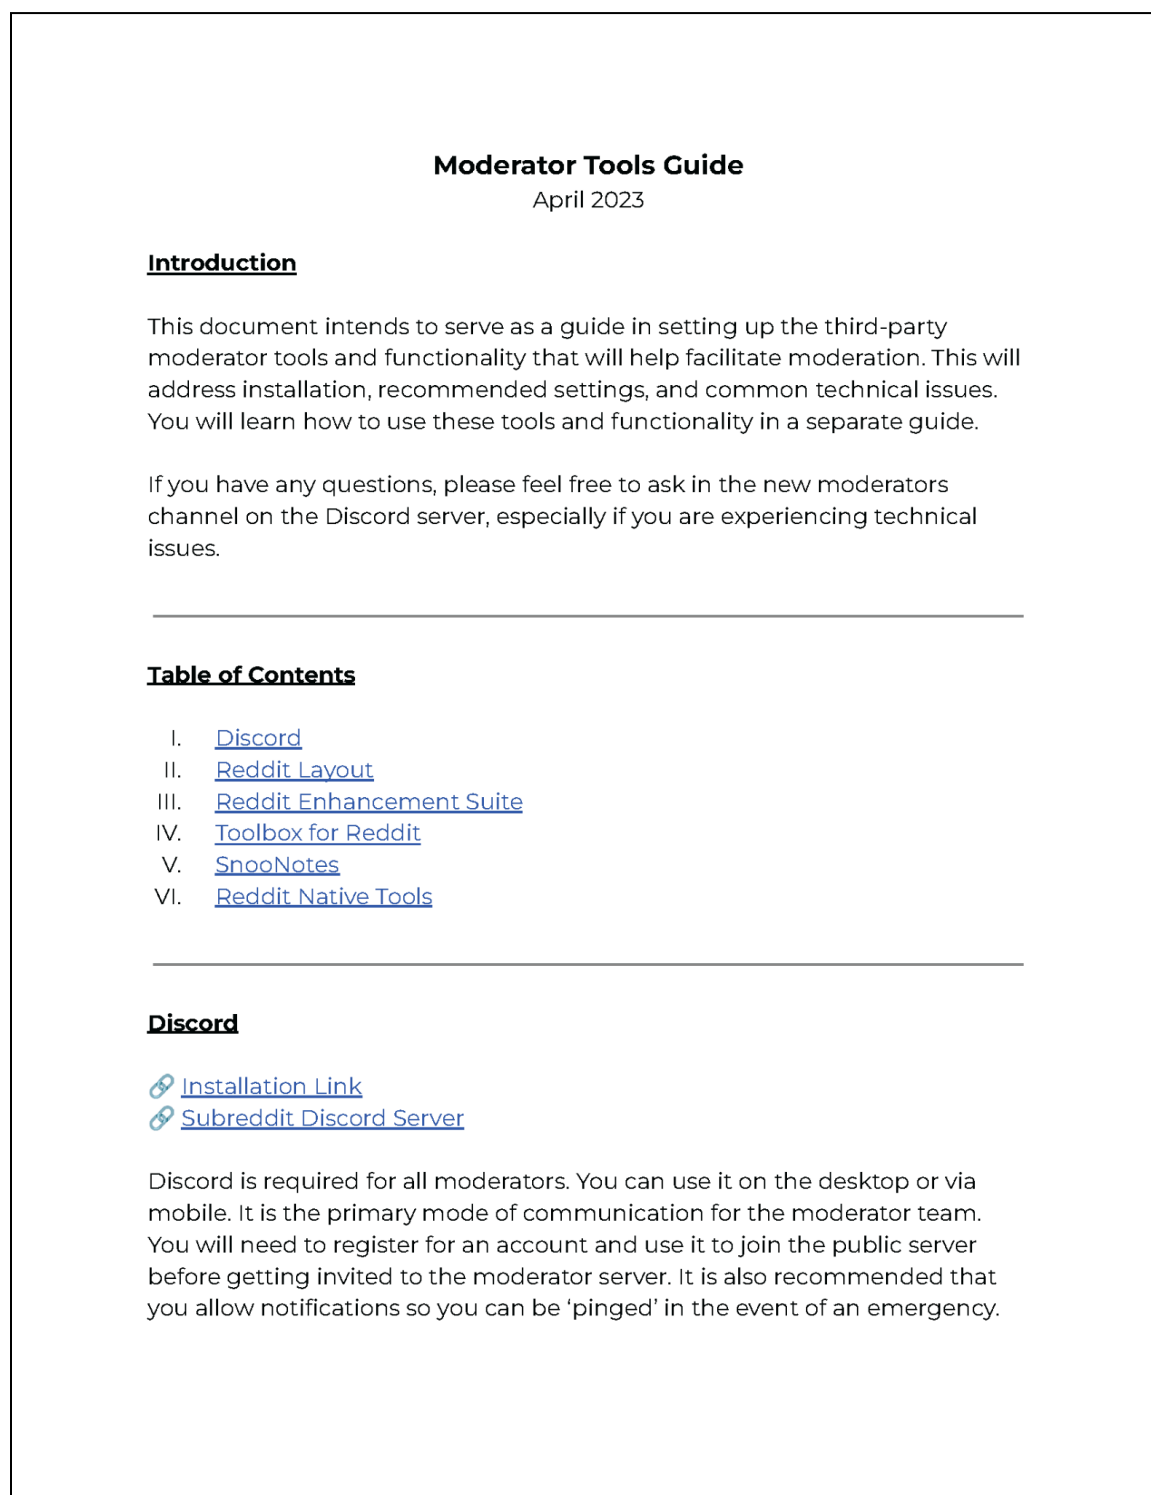 Moderator Tools Guide
April 2023
Introduction
This document intends to serve as a guide in setting up the third-party
moderator tools and functionality that will help facilitate moderation. This will
address installation, recommended settings, and common technical issues.
You will learn how to use these tools and functionality in a separate guide.
If you have any questions, please feel free to ask in the new moderators
channel on the Discord server, especially if you are experiencing technical
issues.
Table of Contents
I. Discord
II. Reddit Layout
III. Reddit Enhancement Suite
IV. Toolbox for Reddit
V. SnooNotes
VI. Reddit Native Tools
Discord
🔗 Installation Link
🔗 Subreddit Discord Server
Discord is required for all moderators. You can use it on the desktop or via
mobile. It is the primary mode of communication for the moderator team.
You will need to register for an account and use it to join the public server
before getting invited to the moderator server. It is also recommended that
you allow notifications so you can be ‘pinged’ in the event of an emergency.